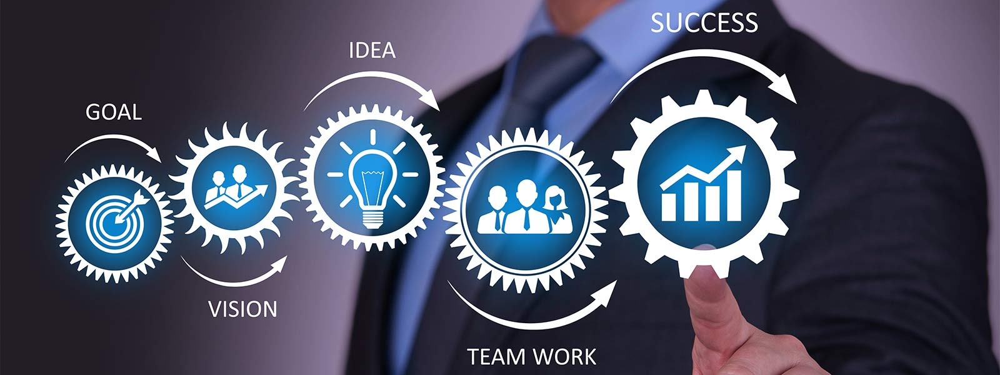 GOAL
VISION
IDEA
TEAM WORK
SUCCESS